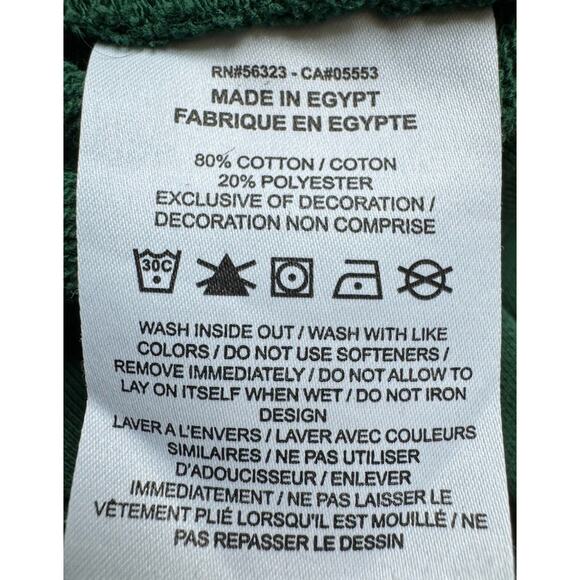 RN#56323 - CA#05553
MADE IN EGYPT
FABRIQUE EN EGYPTE
80% COTTON / COTON
20% POLYESTER
EXCLUSIVE OF DECORATION /
DECORATION NON COMPRISE
30C
WASH INSIDE OUT / WASH WITH LIKE
COLORS / DO NOT USE SOFTENERS /
REMOVE IMMEDIATELY / DO NOT ALLOW TO
LAY ON ITSELF WHEN WET / DO NOT IRON
DESIGN
LAVER A L'ENVERS / LAVER AVEC COULEURS
SIMILAIRES / NE PAS UTILISER
D'ADOUCISSEUR / ENLEVER
IMMEDIATEMENT / NE PAS LAISSER LE
VÊTEMENT PLIÉ LORSQU'IL EST MOUILLÉ / NE
PAS REPASSER LE DESSIN